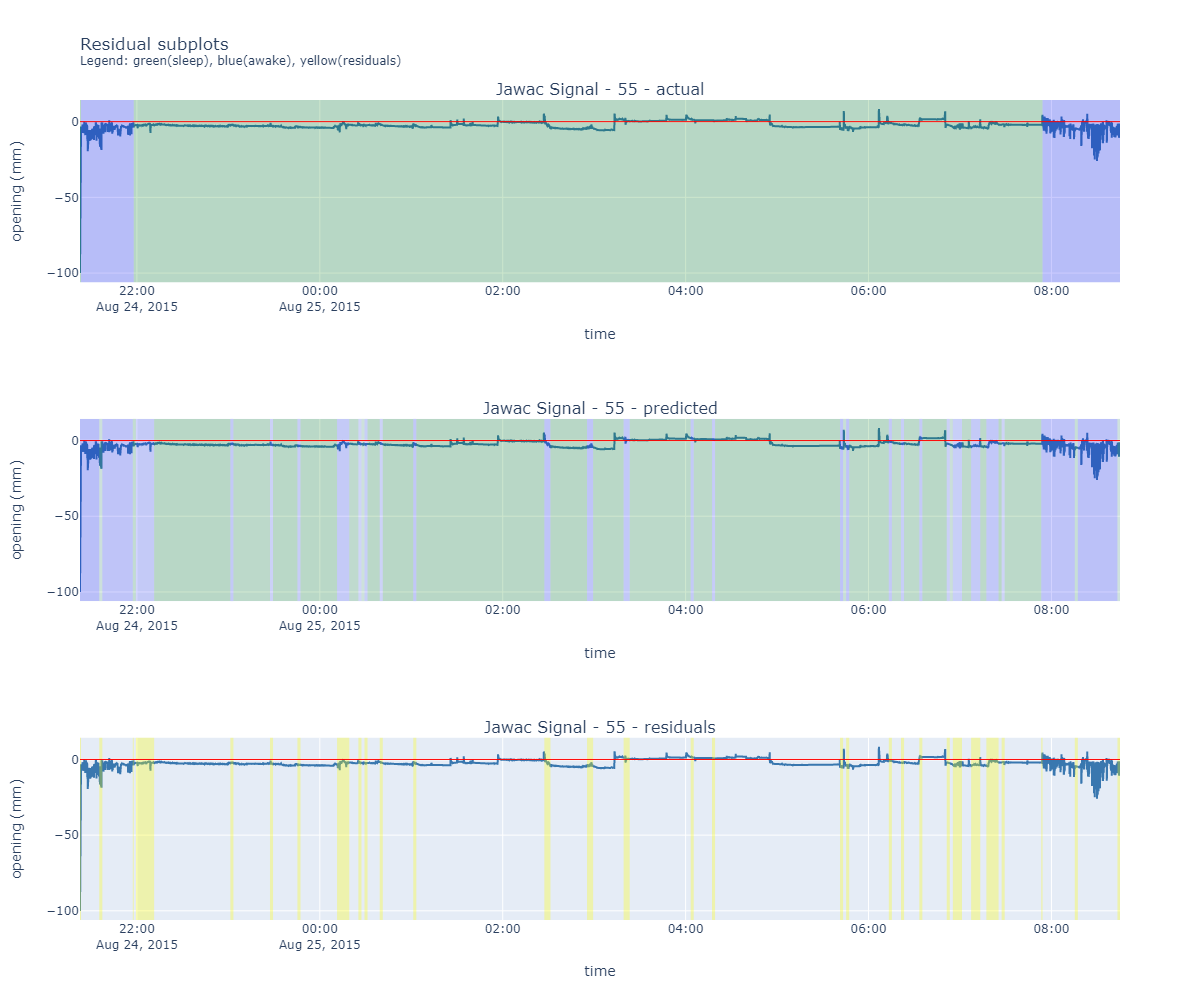 Residual subplots
Legend: green(sleep), blue(awake), yellow(residuals)
Jawac Signal - 55 - actual
0
−50
−100
opening (mm)
22:00 00:00 02:00 04:00 06:00 08:00
Aug 24, 2015 Aug 25, 2015
time
Jawac Signal - 55 - predicted
0
−50
−100
opening (mm)
22:00 00:00 02:00 04:00 06:00 08:00
Aug 24, 2015 Aug 25, 2015
time
Jawac Signal - 55 - residuals
0
−50
−100
opening (mm)
22:00 00:00 02:00 04:00 06:00 08:00
Aug 24, 2015 Aug 25, 2015
time